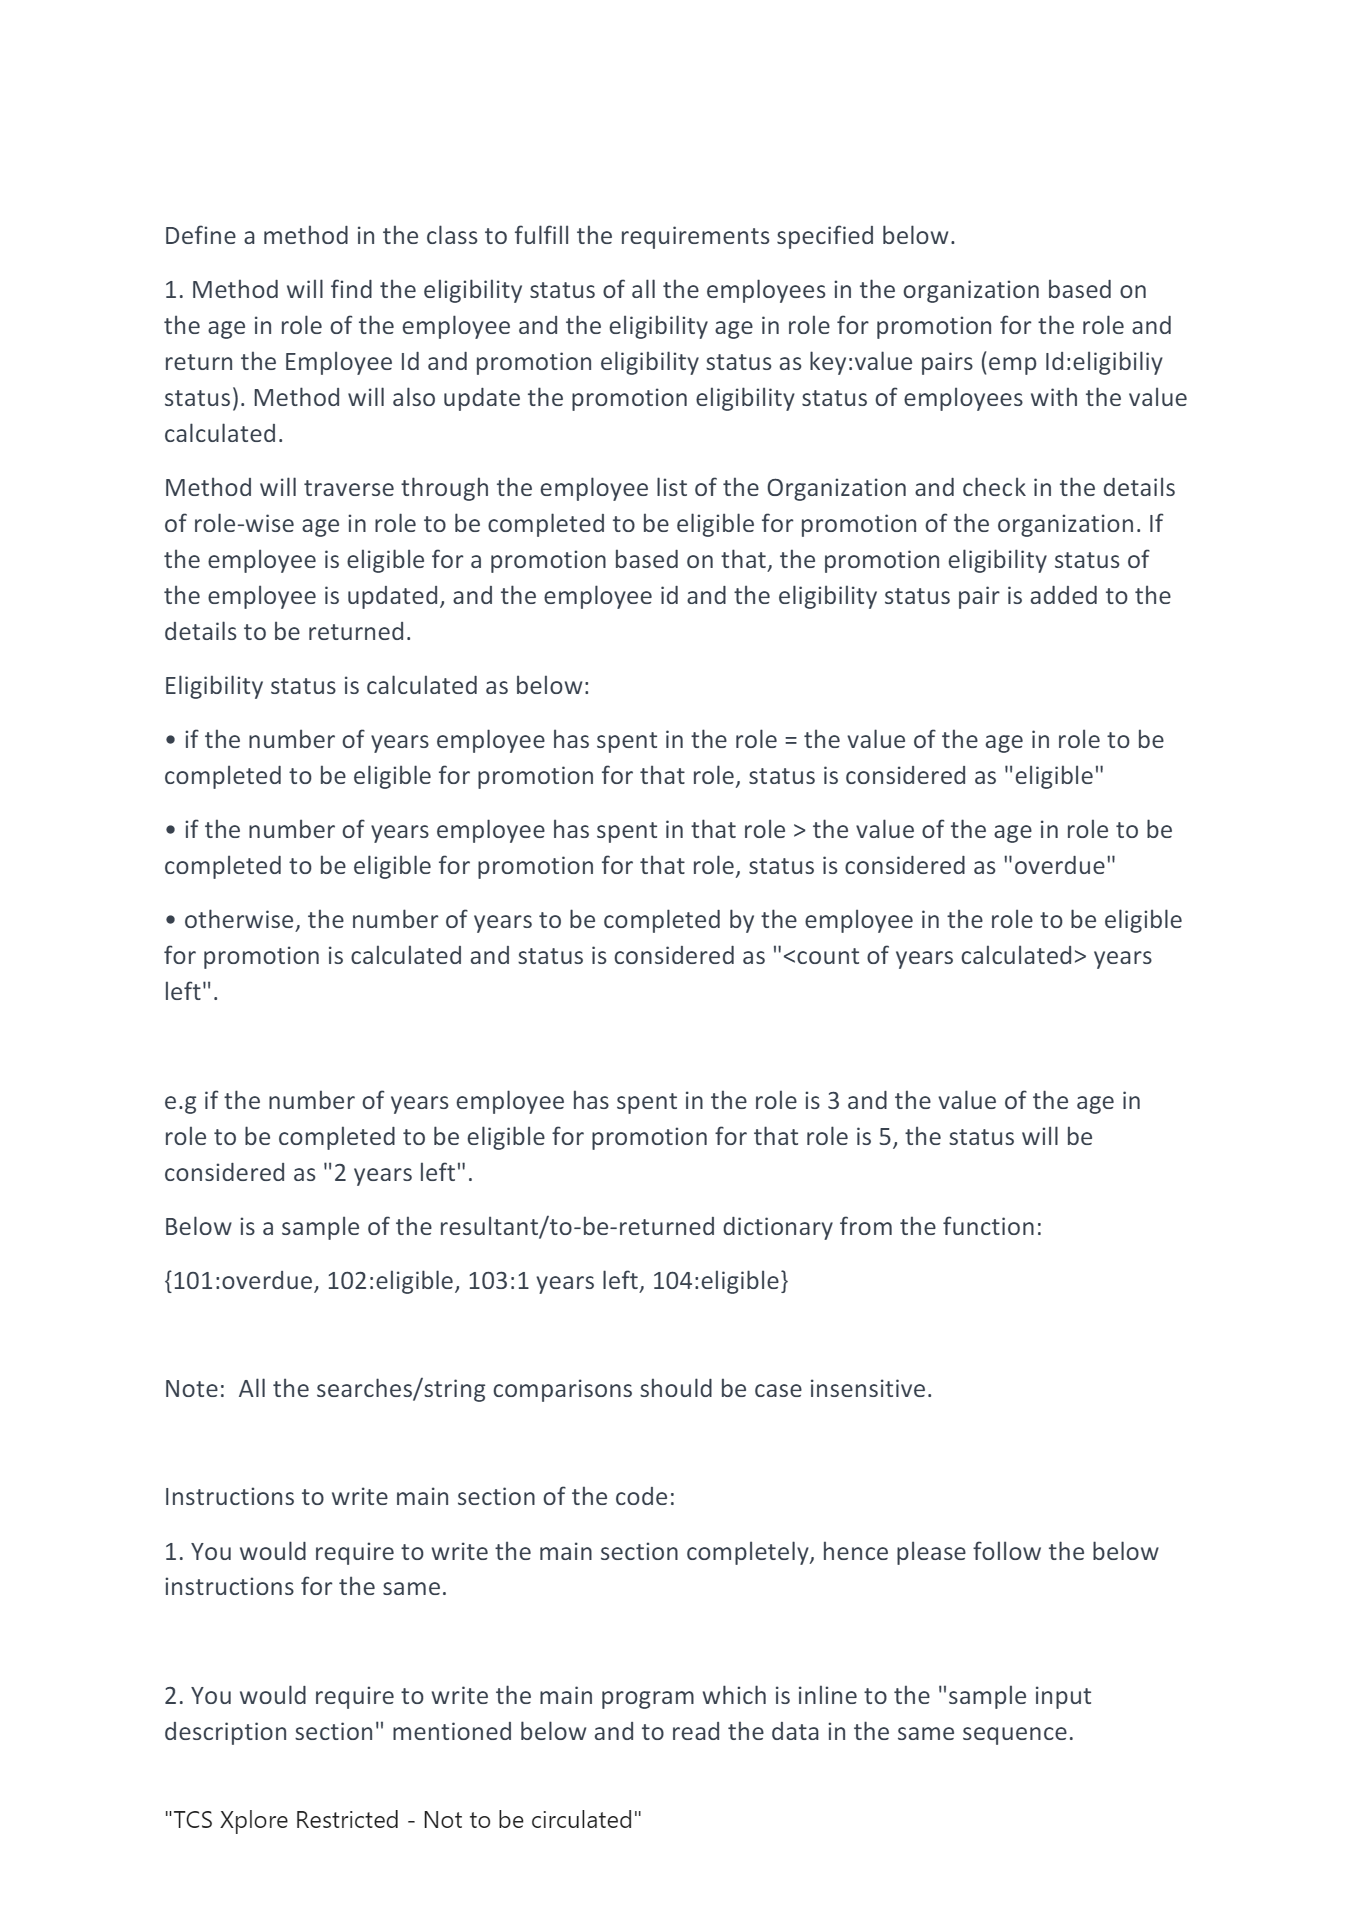 Define a method in the class to fulfill the requirements specified below.
1. Method will find the eligibility status of all the employees in the organization based on
the age in role of the employee and the eligibility age in role for promotion for the role and
return the Employee Id and promotion eligibility status as key:value pairs (emp Id:eligibiliy
status). Method will also update the promotion eligibility status of employees with the value
calculated.
Method will traverse through the employee list of the Organization and check in the details
of role-wise age in role to be completed to be eligible for promotion of the organization. If
the employee is eligible for a promotion based on that, the promotion eligibility status of
the employee is updated, and the employee id and the eligibility status pair is added to the
details to be returned.
Eligibility status is calculated as below:
• if the number of years employee has spent in the role = the value of the age in role to be
completed to be eligible for promotion for that role, status is considered as "eligible"
• if the number of years employee has spent in that role > the value of the age in role to be
completed to be eligible for promotion for that role, status is considered as "overdue"
• otherwise, the number of years to be completed by the employee in the role to be eligible
for promotion is calculated and status is considered as "<count of years calculated> years
left".
e.g if the number of years employee has spent in the role is 3 and the value of the age in
role to be completed to be eligible for promotion for that role is 5, the status will be
considered as "2 years left".
Below is a sample of the resultant/to-be-returned dictionary from the function:
{101:overdue, 102:eligible, 103:1 years left, 104:eligible}
Note:  All the searches/string comparisons should be case insensitive.
Instructions to write main section of the code:
1. You would require to write the main section completely, hence please follow the below
instructions for the same.
2. You would require to write the main program which is inline to the "sample input
description section" mentioned below and to read the data in the same sequence.
"TCS Xplore Restricted - Not to be circulated"